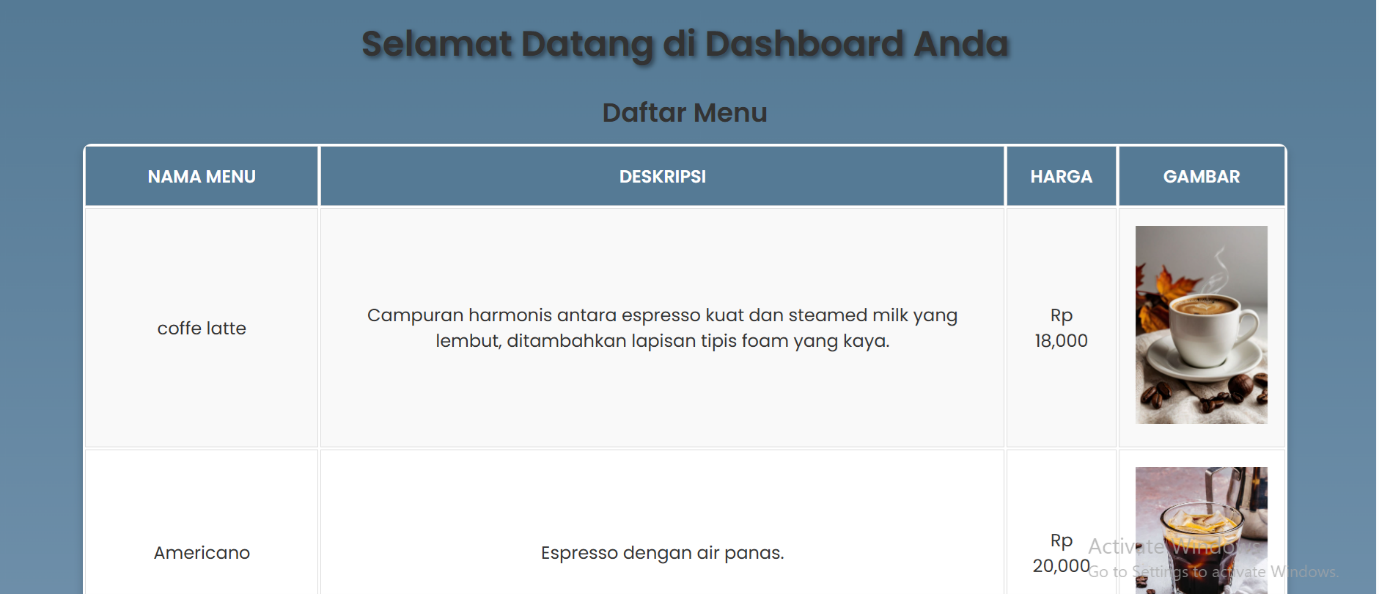 Selamat Datang di Dashboard Anda
Daftar Menu
NAMA MENU DESKRIPSI HARGA GAMBAR
coffe latte
Campuran harmonis antara espresso kuat dan steamed milk yang
lembut, ditambahkan lapisan tipis foam yang kaya.
Rp
18,000
Americano
Espresso dengan air panas.
Rp
20,000
Activate Windows
Go to Settings to activate Windows.